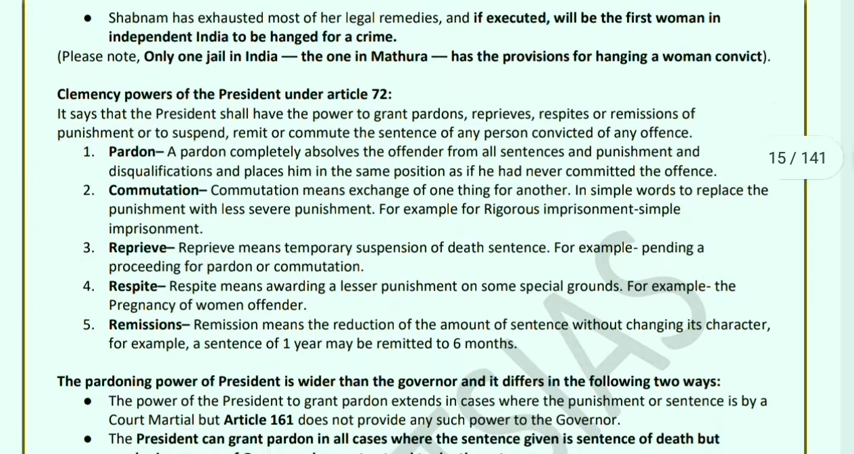 ● Shabnam has exhausted most of her legal remedies, and if executed, will be the first woman in
independent India to be hanged for a crime.
(Please note, Only one jail in India — the one in Mathura — has the provisions for hanging a woman convict).
Clemency powers of the President under article 72:
It says that the President shall have the power to grant pardons, reprieves, respites or remissions of
punishment or to suspend, remit or commute the sentence of any person convicted of any offence.
1. Pardon– A pardon completely absolves the offender from all sentences and punishment and
disqualifications and places him in the same position as if he had never committed the offence.
15 / 141
2. Commutation– Commutation means exchange of one thing for another. In simple words to replace the
punishment with less severe punishment. For example for Rigorous imprisonment-simple
imprisonment.
3. Reprieve– Reprieve means temporary suspension of death sentence. For example- pending a
proceeding for pardon or commutation.
4. Respite– Respite means awarding a lesser punishment on some special grounds. For example- the
Pregnancy of women offender.
5. Remissions– Remission means the reduction of the amount of sentence without changing its character,
for example, a sentence of 1 year may be remitted to 6 months.
The pardoning power of President is wider than the governor and it differs in the following two ways:
● The power of the President to grant pardon extends in cases where the punishment or sentence is by a
Court Martial but Article 161 does not provide any such power to the Governor.
● The President can grant pardon in all cases where the sentence given is sentence of death but
SIAS